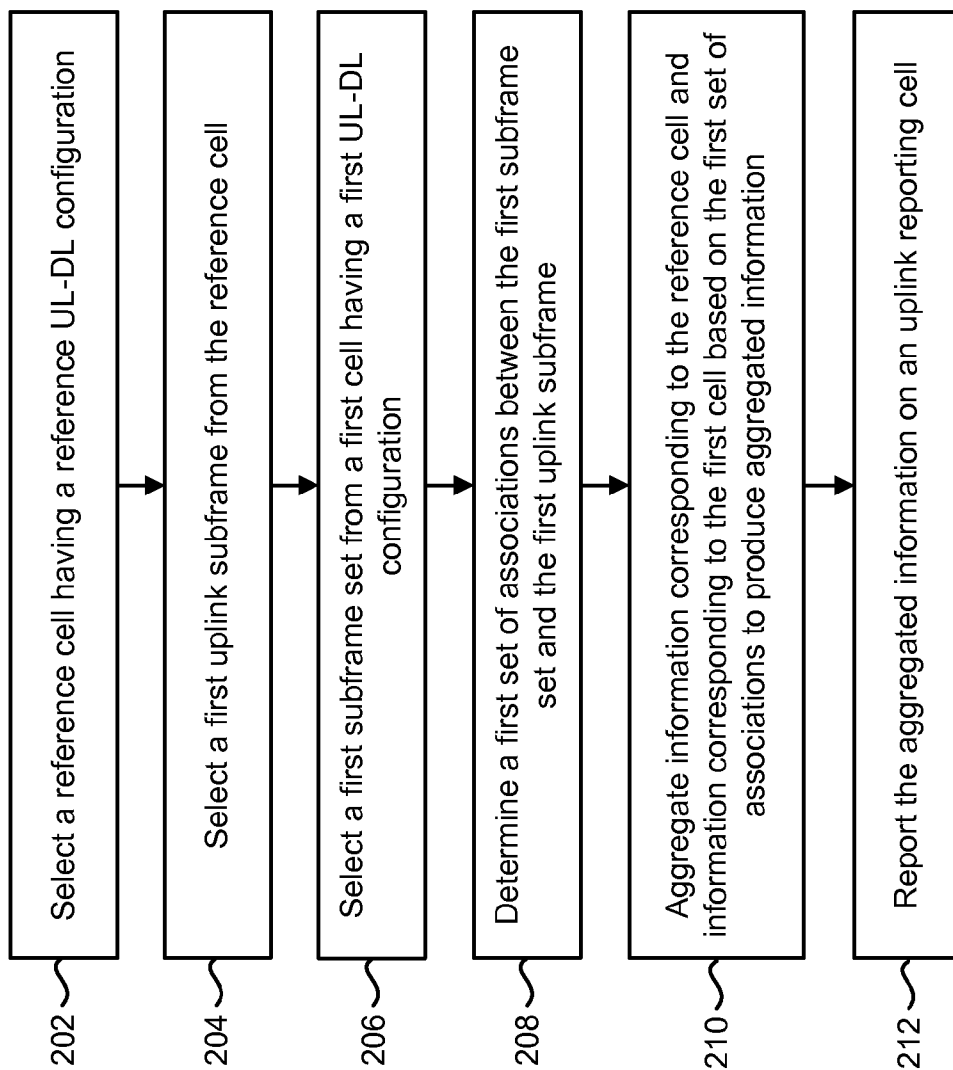 202
Select a reference cell having a reference UL-DL configuration
204
Select a first uplink subframe from the reference cell
206
Select a first subframe set from a first cell having a first UL-DL
configuration
208
Determine a first set of associations between the first subframe
set and the first uplink subframe
210
Aggregate information corresponding to the reference cell and
information corresponding to the first cell based on the first set of
associations to produce aggregated information
212
Report the aggregated information on an uplink reporting cell